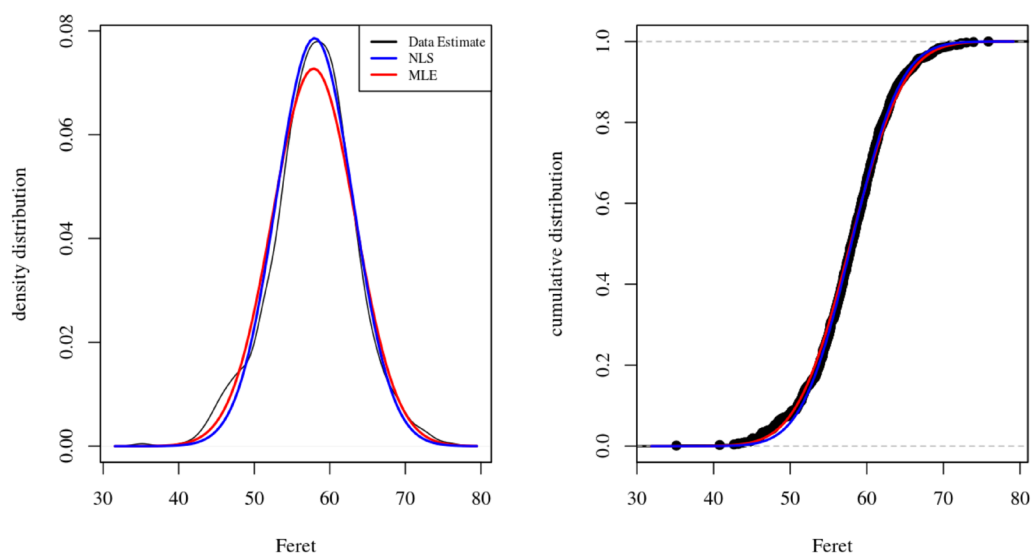 density distribution
0.00 0.02 0.04 0.06 0.08
Data Estimate
NLS
MLE
30 40 50 60 70 80
Feret
cumulative distribution
0.0 0.2 0.4 0.6 0.8 1.0
30 40 50 60 70 80
Feret